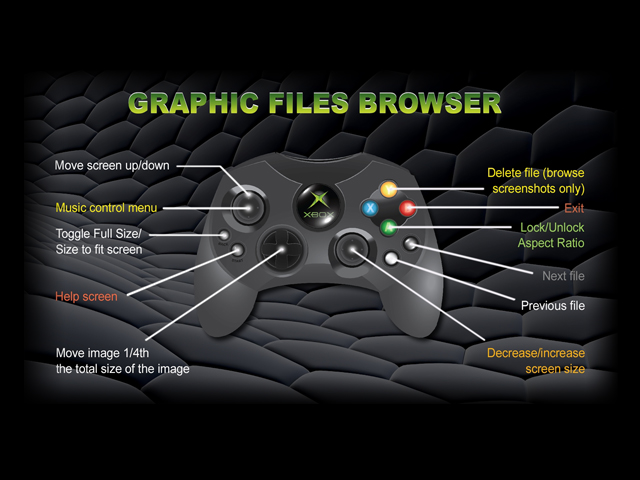 GRAPHIC FILES BROWSER
Move screen up/down
Music control menu
Toggle Full Size/
Size to fit screen
Help screen
Move image 1/4th
the total size of the image
XBOX
Y
X
B
A
Delete file (browse
screenshots only)
Exit
Lock/Unlock
Aspect Ratio
Next file
Previous file
Decrease/increase
screen size